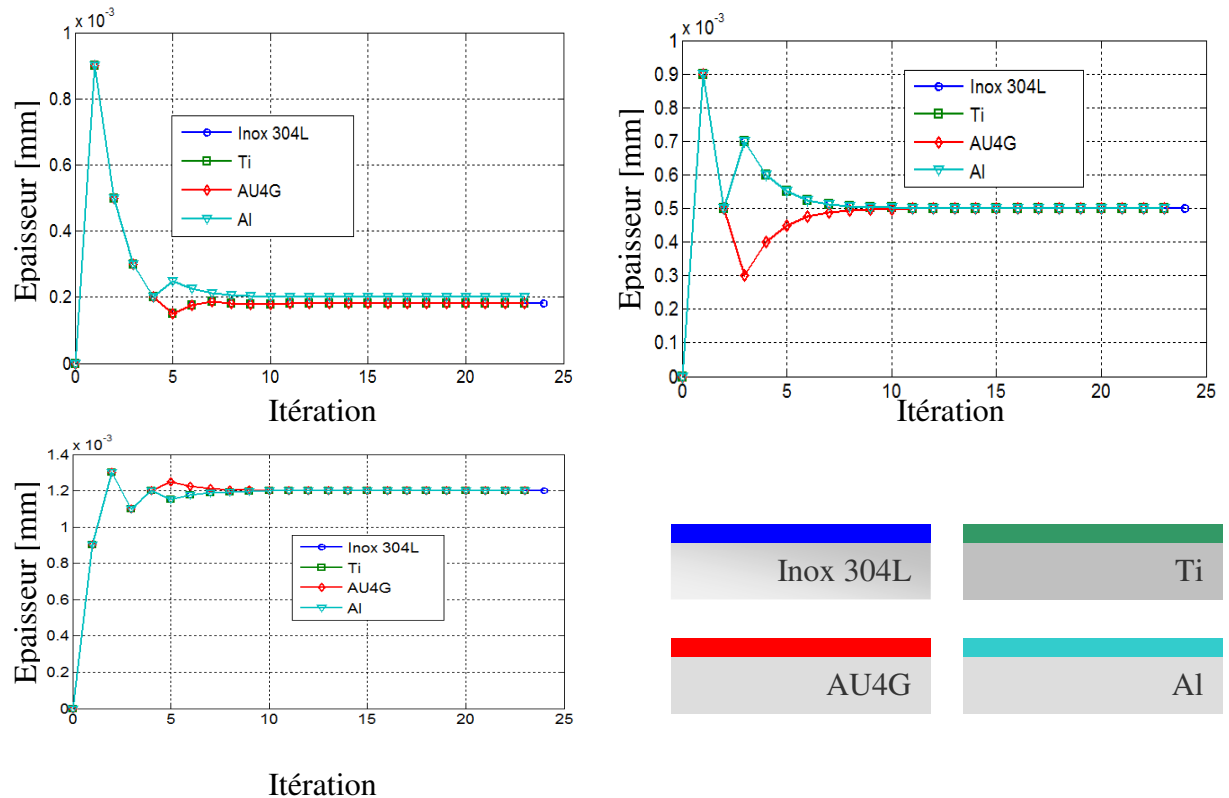 x 10⁻³
Epaisseur [mm]
1
0.8
0.6
0.4
0.2
0
Inox 304L
Ti
AU4G
Al
0 5 10 15 20 25
Itération
x 10⁻³
Epaisseur [mm]
1
0.9
0.8
0.7
0.6
0.5
0.4
0.3
0.2
0.1
0
Inox 304L
Ti
AU4G
Al
0 5 10 15 20 25
Itération
x 10⁻³
Epaisseur [mm]
1.4
1.2
1
0.8
0.6
0.4
0.2
0
Inox 304L
Ti
AU4G
Al
0 5 10 15 20 25
Itération
Inox 304L
Ti
AU4G
Al